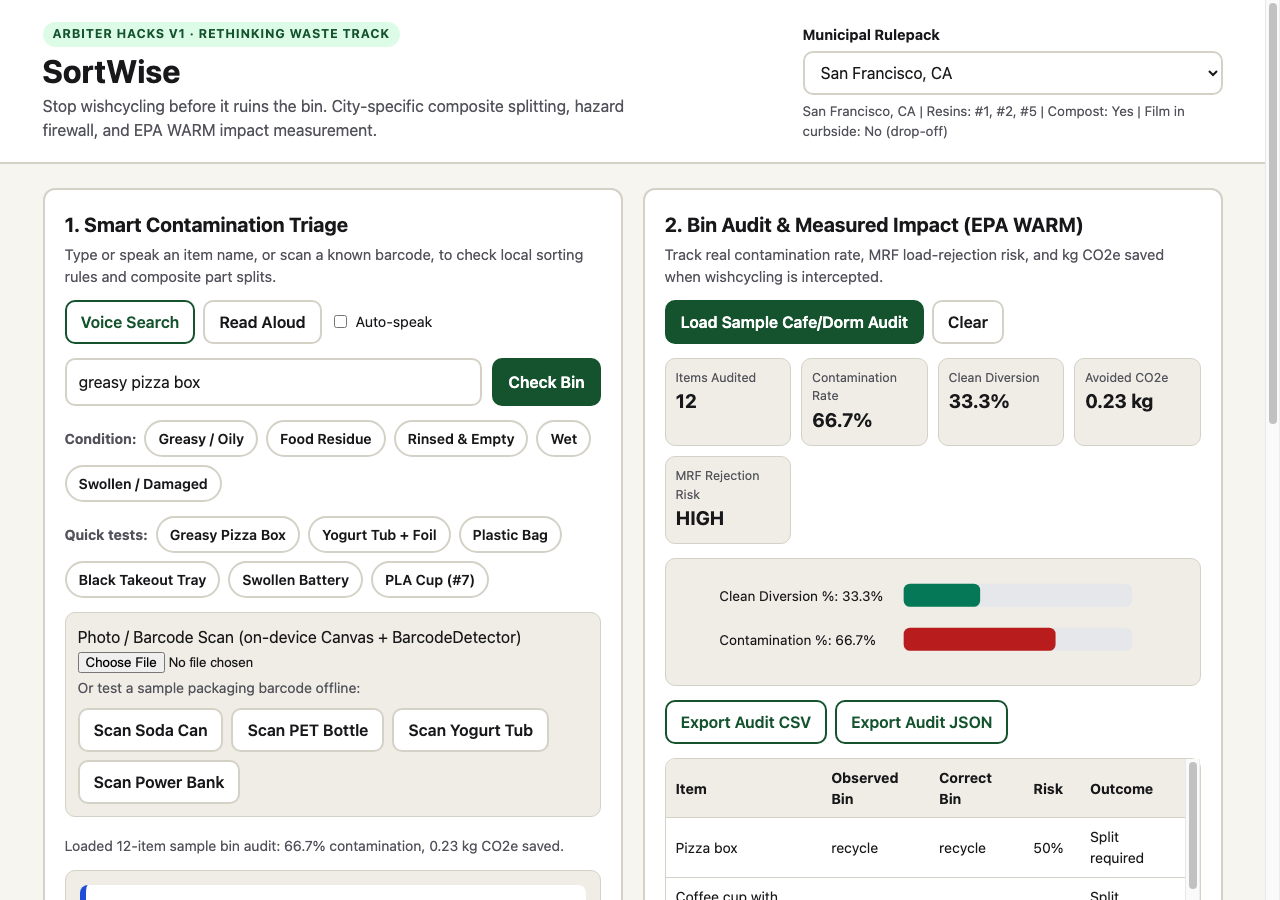 ARBITER HACKS V1 · RETHINKING WASTE TRACK
SortWise
Stop wishcycling before it ruins the bin. City-specific composite splitting, hazard
firewall, and EPA WARM impact measurement.
Municipal Rulepack
San Francisco, CA
San Francisco, CA | Resins: #1, #2, #5 | Compost: Yes | Film in
curbside: No (drop-off)
1. Smart Contamination Triage
Type or speak an item name, or scan a known barcode, to check local sorting
rules and composite part splits.
Voice Search
Read Aloud
Auto-speak
greasy pizza box
Check Bin
Condition:
Greasy / Oily
Food Residue
Rinsed & Empty
Wet
Swollen / Damaged
Quick tests:
Greasy Pizza Box
Yogurt Tub + Foil
Plastic Bag
Black Takeout Tray
Swollen Battery
PLA Cup (#7)
Photo / Barcode Scan (on-device Canvas + BarcodeDetector)
Choose File No file chosen
Or test a sample packaging barcode offline:
Scan Soda Can
Scan PET Bottle
Scan Yogurt Tub
Scan Power Bank
Loaded 12-item sample bin audit: 66.7% contamination, 0.23 kg CO2e saved.
2. Bin Audit & Measured Impact (EPA WARM)
Track real contamination rate, MRF load-rejection risk, and kg CO2e saved
when wishcycling is intercepted.
Load Sample Cafe/Dorm Audit
Clear
Items Audited
12
Contamination
Rate
66.7%
Clean Diversion
33.3%
Avoided CO2e
0.23 kg
MRF Rejection
Risk
HIGH
Clean Diversion %: 33.3%
Contamination %: 66.7%
Export Audit CSV
Export Audit JSON
Item
Observed
Bin
Correct
Bin
Risk
Outcome
Pizza box
recycle
recycle
50%
Split
required
Coffee cup with
Split